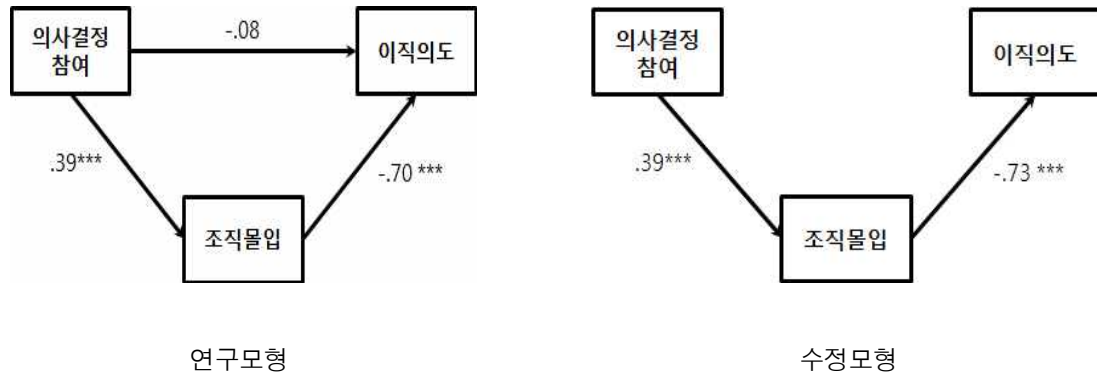 의사결정
참여
-.08
이직의도
.39***
-.70 ***
조직몰입
연구모형
의사결정
참여
이직의도
.39***
-.73 ***
조직몰입
수정모형